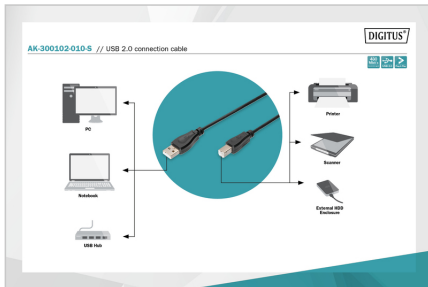 DIGITUS®
AK-300102-010-S // USB 2.0 connection cable
PC
Printer
Scanner
Notebook
External HDD
Enclosure
USB Hub